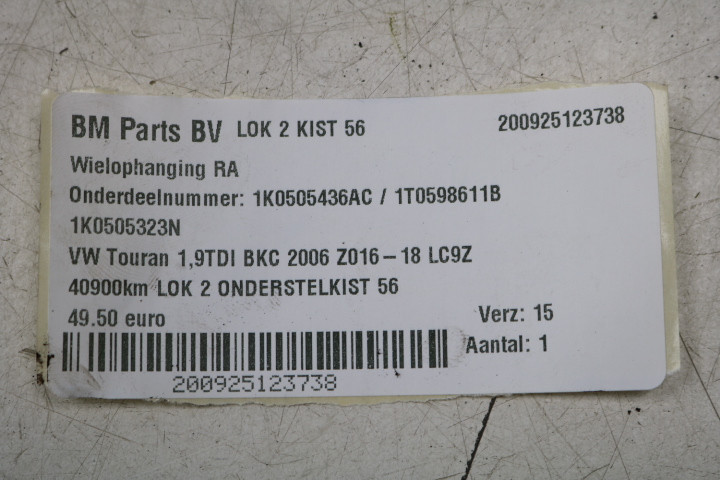 BM Parts BV LOK 2 KIST 56 200925123738
Wielophanging RA
Onderdeelnummer: 1K0505436AC / 1T0598611B
1K0505323N
VW Touran 1,9TDI BKC 2006 Z016-18 LC9Z
40900km LOK 2 ONDERSTELKIST 56
49.50 euro Verz: 15
Aantal: 1
200925123738